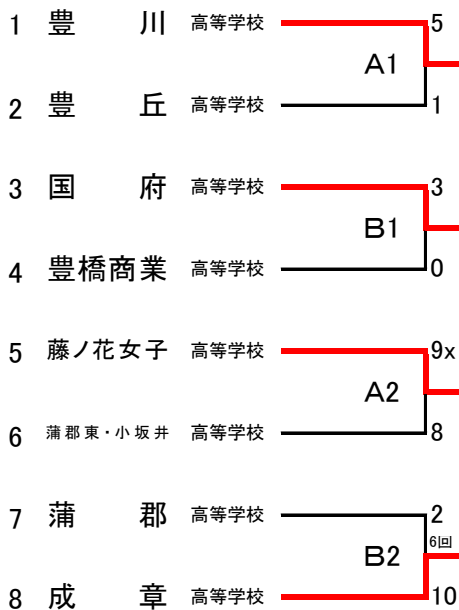 1 豊川 高等学校 5
A1
2 豊丘 高等学校 1
3 国府 高等学校 3
B1
4 豊橋商業 高等学校 0
5 藤ノ花女子 高等学校 9x
A2
6 蒲郡東・小坂井 高等学校 8
7 蒲郡 高等学校 2
6回
B2
8 成章 高等学校 10